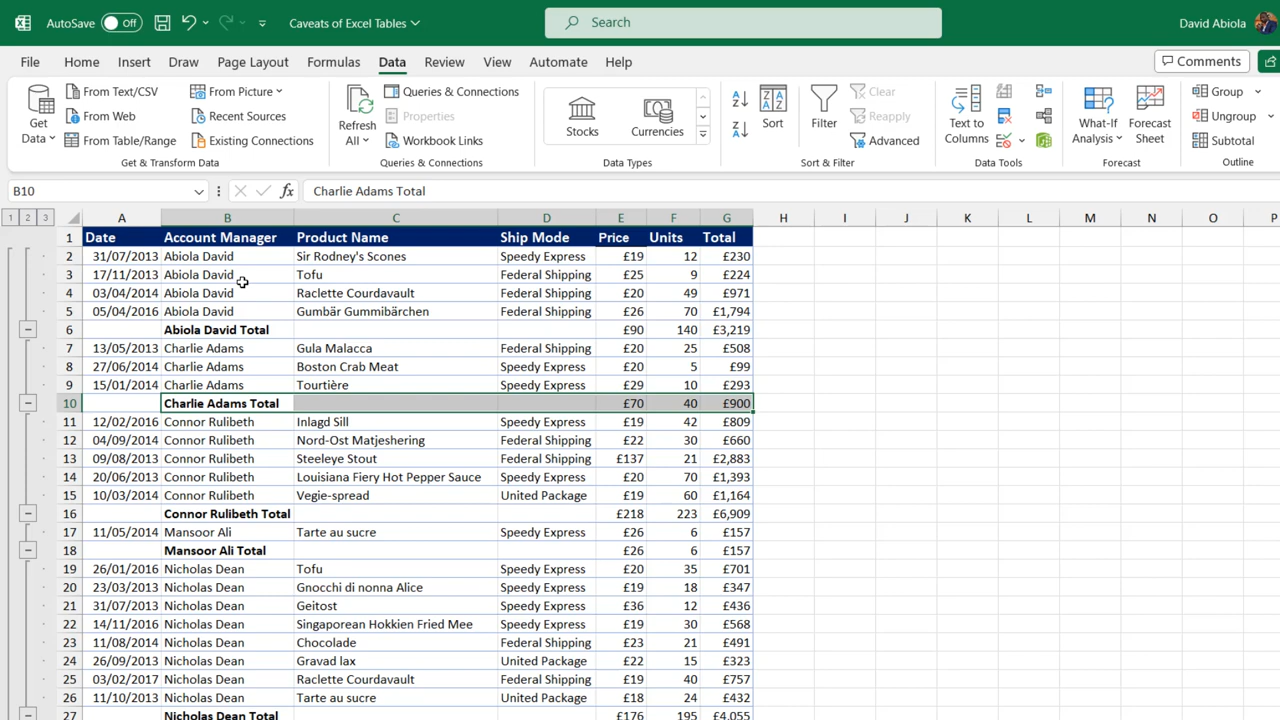 AutoSave Off Caveats of Excel Tables Search David Abiola
File Home Insert Draw Page Layout Formulas Data Review View Automate Help Comments
Get Data From Text/CSV From Picture Refresh All Queries & Connections Stocks Currencies A Z Z A Sort Filter Clear Text to Columns What-If Analysis Forecast Sheet Group
From Web Recent Sources Properties Reapply Ungroup
From Table/Range Existing Connections Workbook Links Advanced Subtotal
Get & Transform Data Queries & Connections Data Types Sort & Filter Data Tools Forecast Outline
B10 fx Charlie Adams Total
1 2 3 A B C D E F G H I J K L M N O P
1 Date Account Manager Product Name Ship Mode Price Units Total
2 31/07/2013 Abiola David Sir Rodney's Scones Speedy Express £19 12 £230
3 17/11/2013 Abiola David Tofu Federal Shipping £25 9 £224
4 03/04/2014 Abiola David Raclette Courdavault Federal Shipping £20 49 £971
5 05/04/2016 Abiola David Gumbär Gummibärchen Federal Shipping £26 70 £1,794
6 Abiola David Total £90 140 £3,219
7 13/05/2013 Charlie Adams Gula Malacca Federal Shipping £20 25 £508
8 27/06/2014 Charlie Adams Boston Crab Meat Speedy Express £20 5 £99
9 15/01/2014 Charlie Adams Tourtière Speedy Express £29 10 £293
10 Charlie Adams Total £70 40 £900
11 12/02/2016 Connor Rulibeth Inlagd Sill Speedy Express £19 42 £809
12 04/09/2014 Connor Rulibeth Nord-Ost Matjeshering Federal Shipping £22 30 £660
13 09/08/2013 Connor Rulibeth Steeleye Stout Federal Shipping £137 21 £2,883
14 20/06/2013 Connor Rulibeth Louisiana Fiery Hot Pepper Sauce Speedy Express £20 70 £1,393
15 10/03/2014 Connor Rulibeth Vegie-spread United Package £19 60 £1,164
16 Connor Rulibeth Total £218 223 £6,909
17 11/05/2014 Mansoor Ali Tarte au sucre Speedy Express £26 6 £157
18 Mansoor Ali Total £26 6 £157
19 26/01/2016 Nicholas Dean Tofu Speedy Express £20 35 £701
20 23/03/2013 Nicholas Dean Gnocchi di nonna Alice Speedy Express £19 18 £347
21 31/07/2013 Nicholas Dean Geitost Speedy Express £36 12 £436
22 14/11/2016 Nicholas Dean Singaporean Hokkien Fried Mee Speedy Express £19 30 £568
23 11/08/2014 Nicholas Dean Chocolade Federal Shipping £23 21 £491
24 26/09/2013 Nicholas Dean Gravad lax United Package £22 15 £323
25 03/02/2017 Nicholas Dean Raclette Courdavault Federal Shipping £19 40 £757
26 11/10/2013 Nicholas Dean Tarte au sucre United Package £18 24 £432
27 Nicholas Dean Total £176 195 £4,055